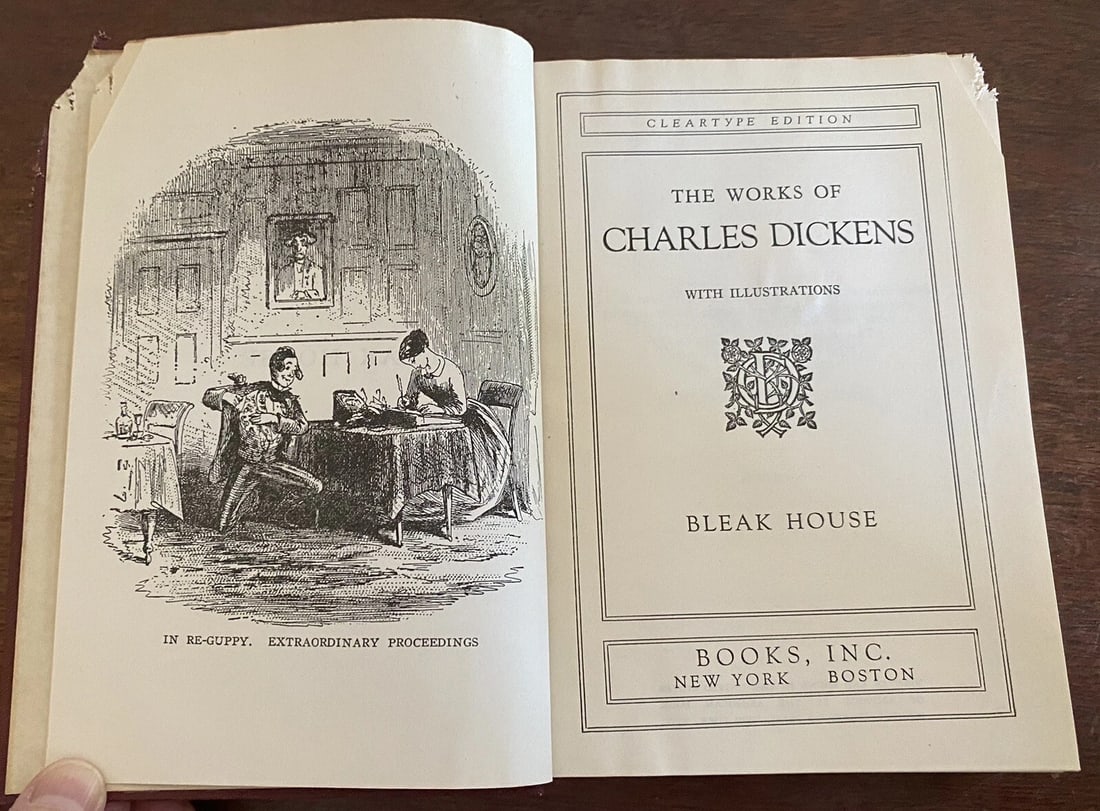 IN RE-GUPPY. EXTRAORDINARY PROCEEDINGS
CLEARTYPE EDITION
THE WORKS OF
CHARLES DICKENS
WITH ILLUSTRATIONS
BLEAK HOUSE
BOOKS, INC.
NEW YORK BOSTON